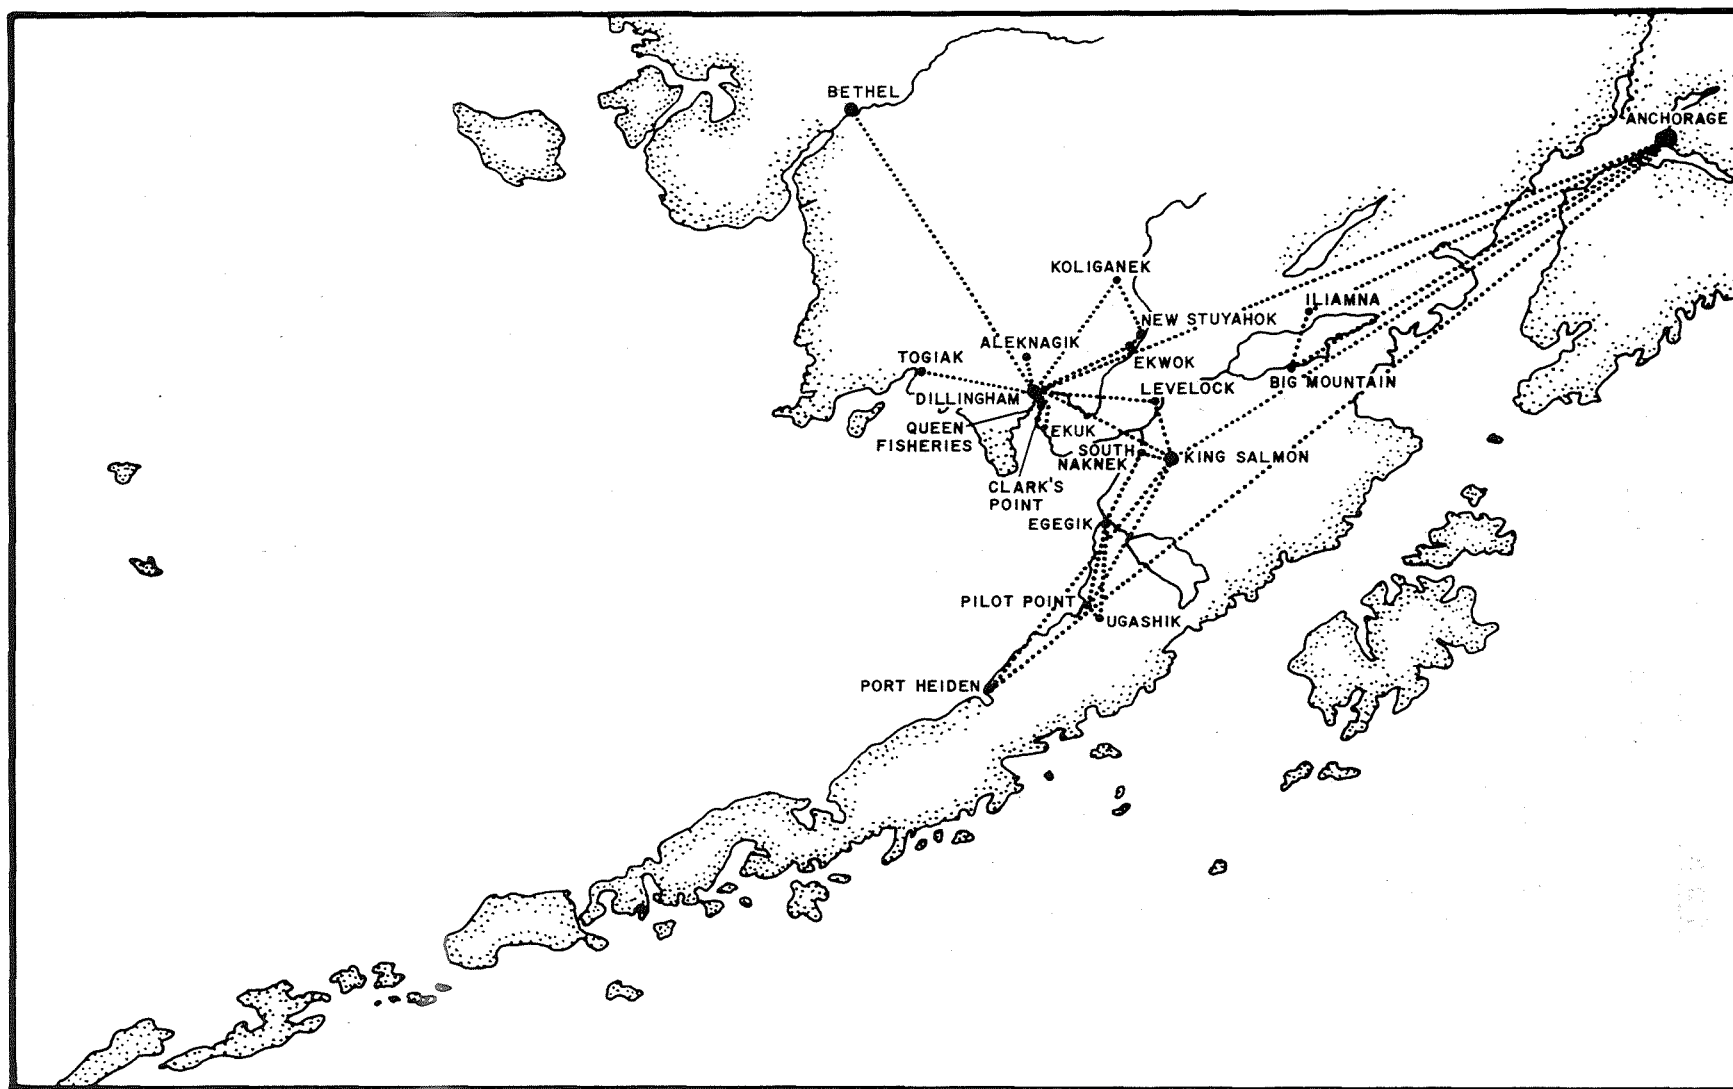 BETHEL
ANCHORAGE
KOLIGANEK
ILIAMNA
NEW STUYAHOK
ALEKNAGIK
TOGIAK
EKWOK
BIG MOUNTAIN
LEVELOCK
DILLINGHAM
QUEEN
FISHERIES
EKUK
SOUTH
NAKNEK
KING SALMON
CLARK'S
POINT
EGEGIK
PILOT POINT
UGASHIK
PORT HEIDEN